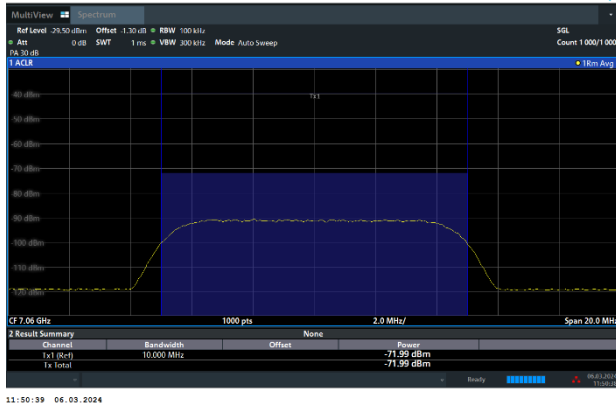 MultiView Spectrum
Ref Level -29.50 dBm Offset -1.30 dB RBW 100 kHz SGL
Att 0 dB SWT 1 ms VBW 300 kHz Mode Auto Sweep Count 1000/1000
PA 30 dB
1 ACLR 1Rm Avg
-40 dBm
Tx1
-50 dBm
-60 dBm
-70 dBm
-80 dBm
-90 dBm
-100 dBm
-110 dBm
-120 dBm
CF 7.06 GHz 1000 pts 2.0 MHz/ Span 20.0 MHz
2 Result Summary None
Channel Bandwidth Offset Power
Tx1 (Ref) 10.000 MHz -71.99 dBm
Tx Total -71.99 dBm
Ready 06.03.2024
11:50:38
11:50:39 06.03.2024